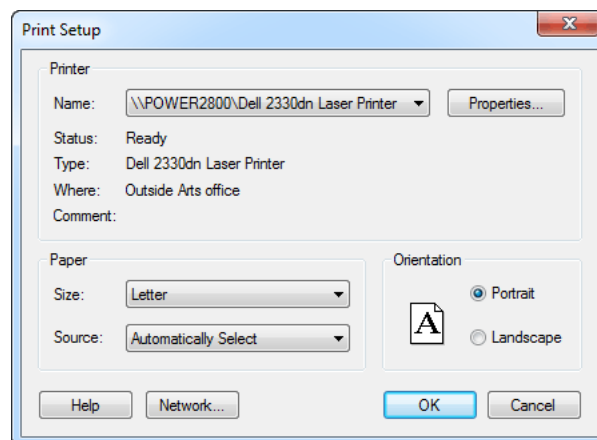 Print Setup
Printer
Name: \\POWER2800\Dell 2330dn Laser Printer Properties...
Status: Ready
Type: Dell 2330dn Laser Printer
Where: Outside Arts office
Comment:
Paper
Size: Letter
Source: Automatically Select
Orientation
A
Portrait
Landscape
Help Network... OK Cancel